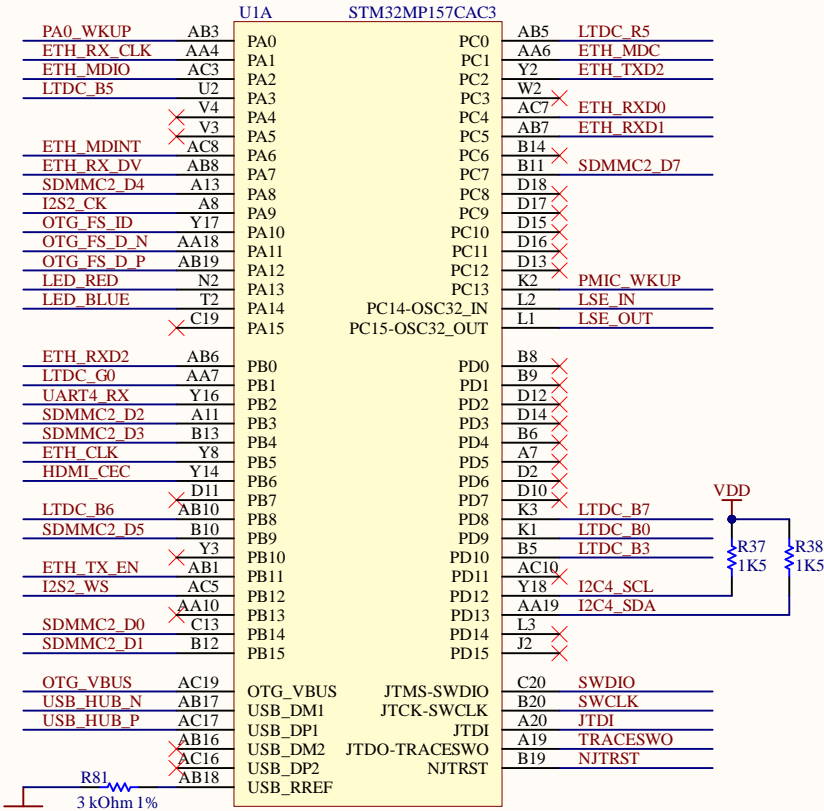 U1A STM32MP157CAC3
PA0_WKUP AB3 PA0 PC0 AB5 LTDC_R5
ETH_RX_CLK AA4 PA1 PC1 AA6 ETH_MDC
ETH_MDIO AC3 PA2 PC2 Y2 ETH_TXD2
LTDC_B5 U2 PA3 PC3 W2
V4 PA4 PC4 AC7 ETH_RXD0
V3 PA5 PC5 AB7 ETH_RXD1
ETH_MDINT AC8 PA6 PC6 B14
ETH_RX_DV AB8 PA7 PC7 B11 SDMMC2_D7
SDMMC2_D4 A13 PA8 PC8 D18
I2S2_CK A8 PA9 PC9 D17
OTG_FS_ID Y17 PA10 PC10 D15
OTG_FS_D_N AA18 PA11 PC11 D16
OTG_FS_D_P AB19 PA12 PC12 D13
LED_RED N2 PA13 PC13 K2 PMIC_WKUP
LED_BLUE T2 PA14 PC14-OSC32_IN L2 LSE_IN
C19 PA15 PC15-OSC32_OUT L1 LSE_OUT
ETH_RXD2 AB6 PB0 PD0 B8
LTDC_G0 AA7 PB1 PD1 B9
UART4_RX Y16 PB2 PD2 D12
SDMMC2_D2 A11 PB3 PD3 D14
SDMMC2_D3 B13 PB4 PD4 B6
ETH_CLK Y8 PB5 PD5 A7
HDMI_CEC Y14 PB6 PD6 D2
D11 PB7 PD7 D10 VDD
LTDC_B6 AB10 PB8 PD8 K3 LTDC_B7
SDMMC2_D5 B10 PB9 PD9 K1 LTDC_B0
Y3 PB10 PD10 B5 LTDC_B3 R37 R38
ETH_TX_EN AB1 PB11 PD11 AC10 1K5 1K5
I2S2_WS AC5 PB12 PD12 Y18 I2C4_SCL
AA10 PB13 PD13 AA19 I2C4_SDA
SDMMC2_D0 C13 PB14 PD14 L3
SDMMC2_D1 B12 PB15 PD15 J2
OTG_VBUS AC19 OTG_VBUS JTMS-SWDIO C20 SWDIO
USB_HUB_N AB17 USB_DM1 JTCK-SWCLK B20 SWCLK
USB_HUB_P AC17 USB_DP1 JTDI A20 JTDI
AB16 USB_DM2 JTDO-TRACESWO A19 TRACESWO
AC16 USB_DP2 NJTRST B19 NJTRST
R81 AB18 USB_RREF
3 kOhm 1%